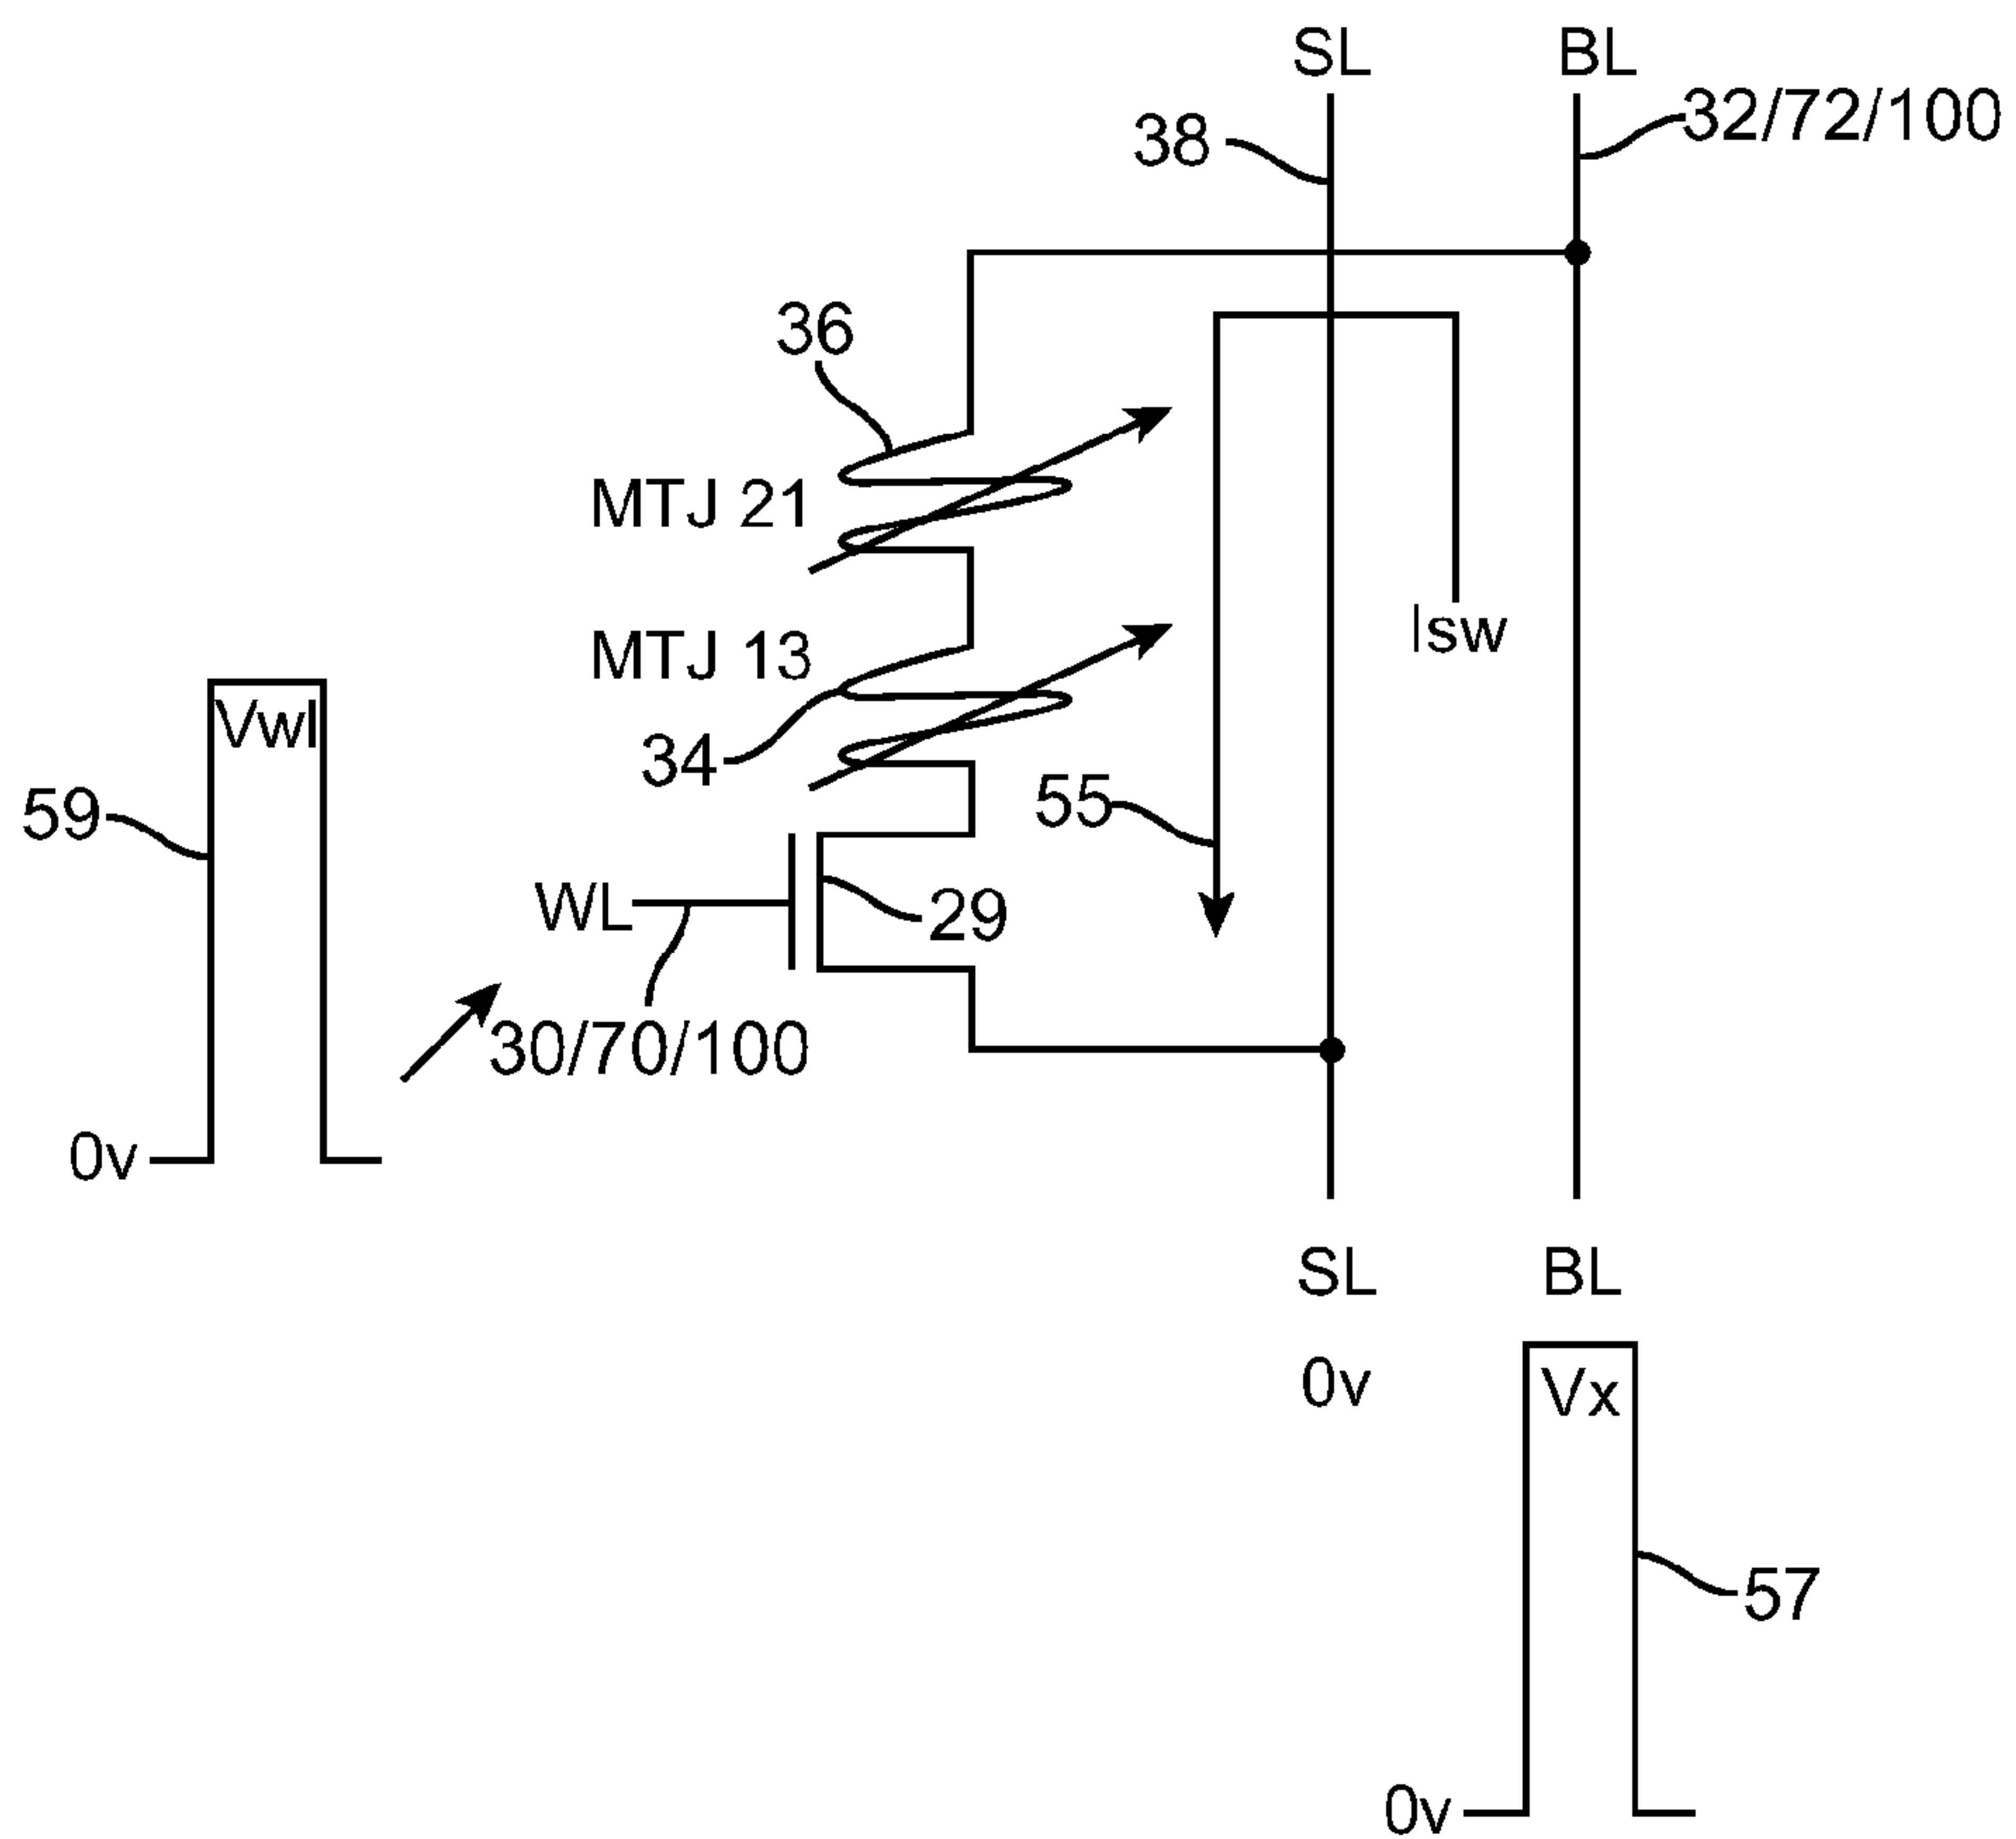 SL
BL
32/72/100
38
36
MTJ 21
Isw
MTJ 13
Vwl
34
55
59
WL
29
30/70/100
0v
SL
BL
0v
Vx
57
0v